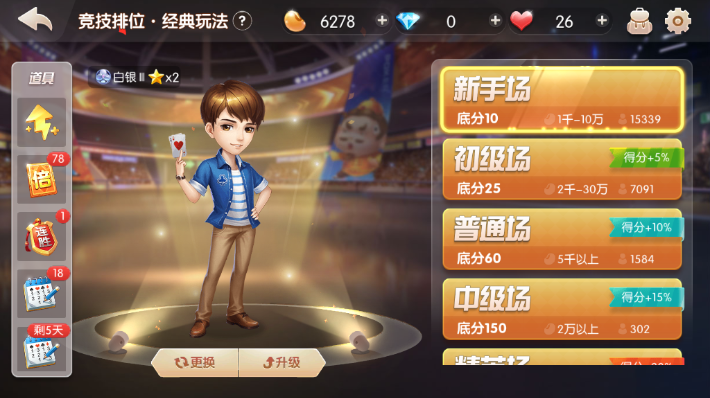 竞技排位·经典玩法 ?
6278 + 0 + 26 +
道具
白银Ⅱ x2
78
倍
1
连胜
18
剩5天
更换
升级
新手场
底分10 1千-10万 15339
初级场 得分+5%
底分25 2千-30万 7091
普通场 得分+10%
底分60 5千以上 1584
中级场 得分+15%
底分150 2万以上 302